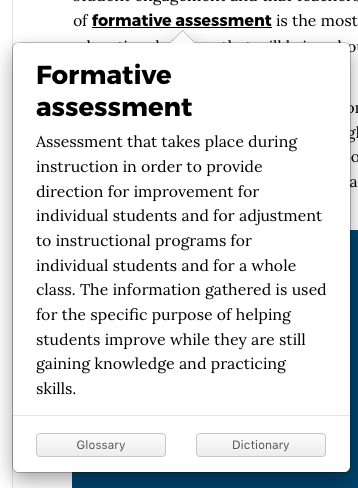 of formative assessment is the most
Formative
assessment
Assessment that takes place during
instruction in order to provide
direction for improvement for
individual students and for adjustment
to instructional programs for
individual students and for a whole
class. The information gathered is used
for the specific purpose of helping
students improve while they are still
gaining knowledge and practicing
skills.
Glossary
Dictionary